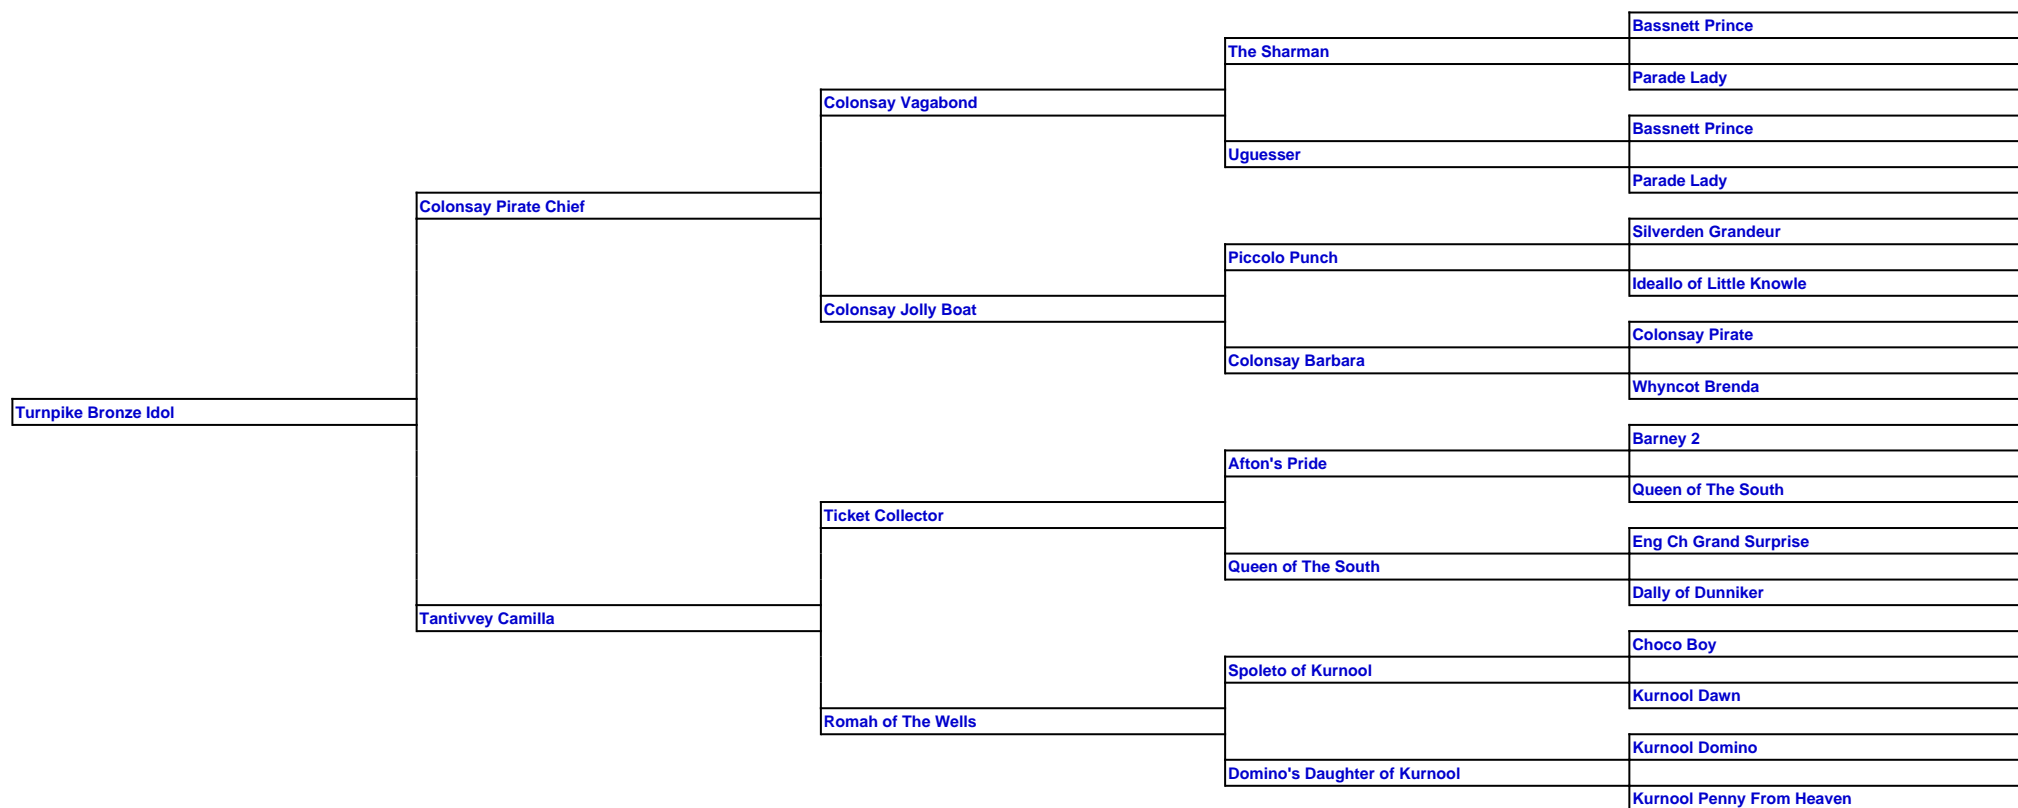 Bassnett Prince
The Sharman
Parade Lady
Colonsay Vagabond
Bassnett Prince
Uguesser
Parade Lady
Colonsay Pirate Chief
Silverden Grandeur
Piccolo Punch
Ideallo of Little Knowle
Colonsay Jolly Boat
Colonsay Pirate
Colonsay Barbara
Whyncot Brenda
Turnpike Bronze Idol
Barney 2
Afton's Pride
Queen of The South
Ticket Collector
Eng Ch Grand Surprise
Queen of The South
Dally of Dunniker
Tantivvey Camilla
Choco Boy
Spoleto of Kurnool
Kurnool Dawn
Romah of The Wells
Kurnool Domino
Domino's Daughter of Kurnool
Kurnool Penny From Heaven